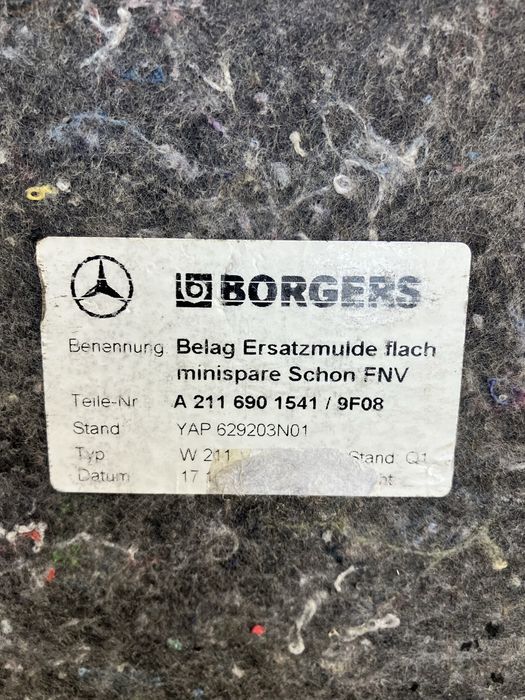 BORGERS
Benennung Belag Ersatzmulde flach
minispare Schon FNV
Teile-Nr A 211 690 1541 / 9F08
Stand YAP 629203N01
Typ W 211 Stand Q1
Datum 17